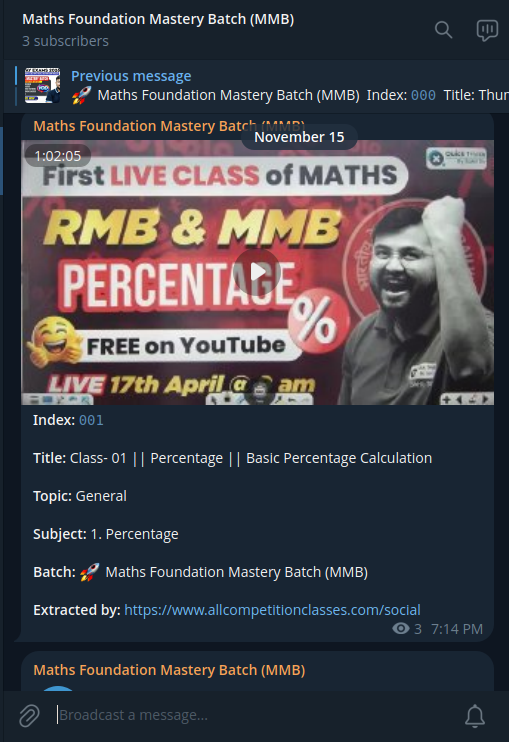 Maths Foundation Mastery Batch (MMB)
3 subscribers
Previous message
🚀 Maths Foundation Mastery Batch (MMB) Index: 000 Title: Thur
Maths Foundation Mastery Batch (MMB)
November 15
1:02:05
First LIVE CLASS of MATHS
RMB & MMB
PERCENTAGE
%
FREE on YouTube
LIVE 17th April @ am
Index: 001
Title: Class- 01 || Percentage || Basic Percentage Calculation
Topic: General
Subject: 1. Percentage
Batch: 🚀 Maths Foundation Mastery Batch (MMB)
Extracted by: https://www.allcompetitionclasses.com/social
3 7:14 PM
Maths Foundation Mastery Batch (MMB)
Broadcast a message...